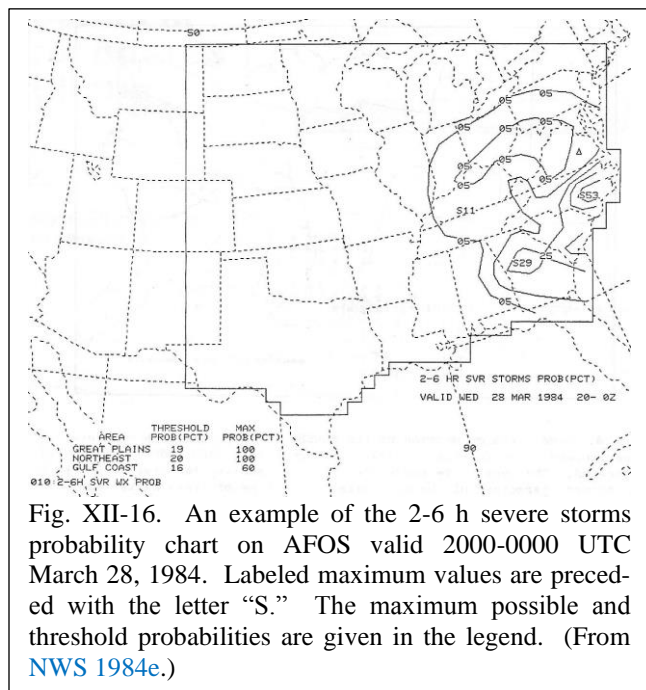 50
05 05
05 05 05
05
05 05
S53
S11
05
25
S29
05
2-6 HR SVR STORMS PROB(PCT)
VALID WED 28 MAR 1984 20- 0Z
THRESHOLD MAX
AREA PROB(PCT) PROB(PCT)
GREAT PLAINS 19 100
NORTHEAST 20 100
GULF COAST 16 60
90
010:2-6H SVR WX PROB
Fig. XII-16. An example of the 2-6 h severe storms
probability chart on AFOS valid 2000-0000 UTC
March 28, 1984. Labeled maximum values are preced-
ed with the letter “S.” The maximum possible and
threshold probabilities are given in the legend. (From
NWS 1984e.)